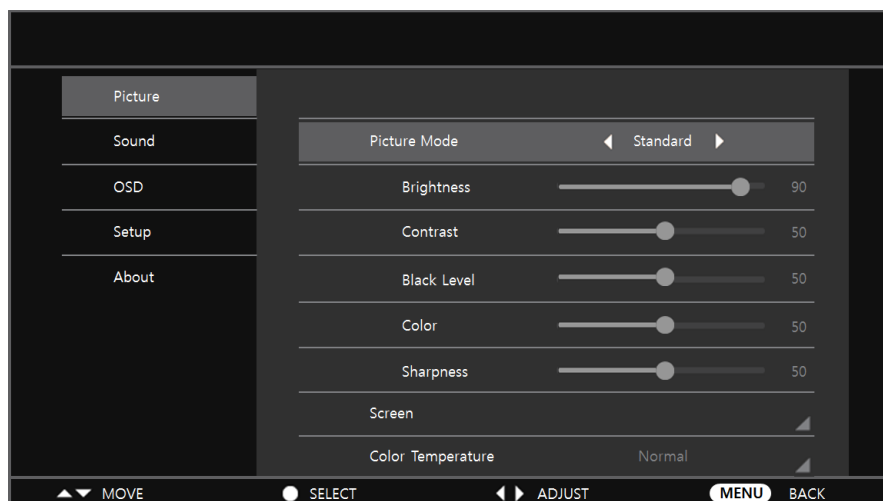 Picture
Sound
OSD
Setup
About
Picture Mode Standard
Brightness 90
Contrast 50
Black Level 50
Color 50
Sharpness 50
Screen
Color Temperature Normal
MOVE SELECT ADJUST MENU BACK